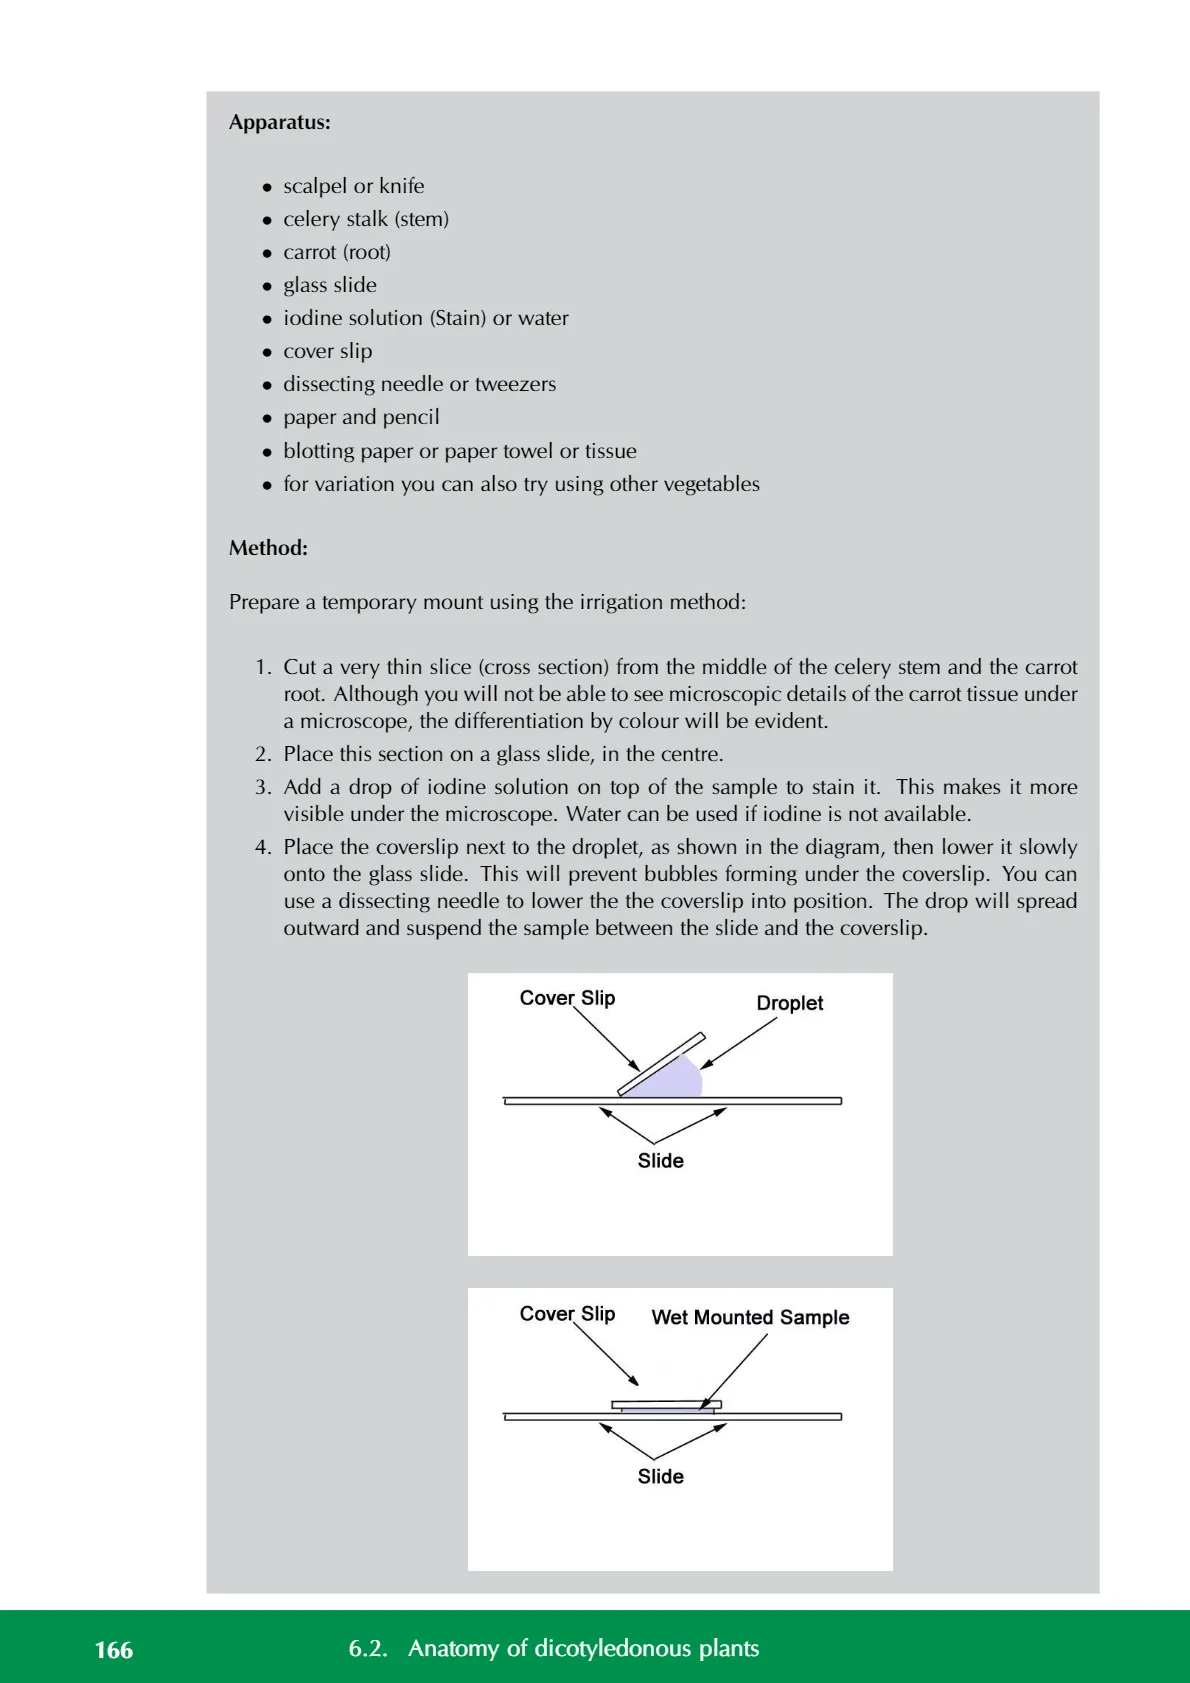 Apparatus:
• scalpel or knife
• celery stalk (stem)
• carrot (root)
• glass slide
• iodine solution (Stain) or water
• cover slip
• dissecting needle or tweezers
• paper and pencil
• blotting paper or paper towel or tissue
• for variation you can also try using other vegetables
Method:
Prepare a temporary mount using the irrigation method:
1. Cut a very thin slice (cross section) from the middle of the celery stem and the carrot
root. Although you will not be able to see microscopic details of the carrot tissue under
a microscope, the differentiation by colour will be evident.
2. Place this section on a glass slide, in the centre.
3. Add a drop of iodine solution on top of the sample to stain it. This makes it more
visible under the microscope. Water can be used if iodine is not available.
4. Place the coverslip next to the droplet, as shown in the diagram, then lower it slowly
onto the glass slide. This will prevent bubbles forming under the coverslip. You can
use a dissecting needle to lower the the coverslip into position. The drop will spread
outward and suspend the sample between the slide and the coverslip.
Cover Slip
Droplet
Slide
Cover Slip
Wet Mounted Sample
Slide
166
6.2. Anatomy of dicotyledonous plants